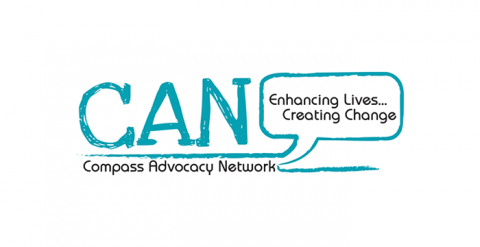 CAN
Enhancing Lives...
Creating Change
Compass Advocacy Network